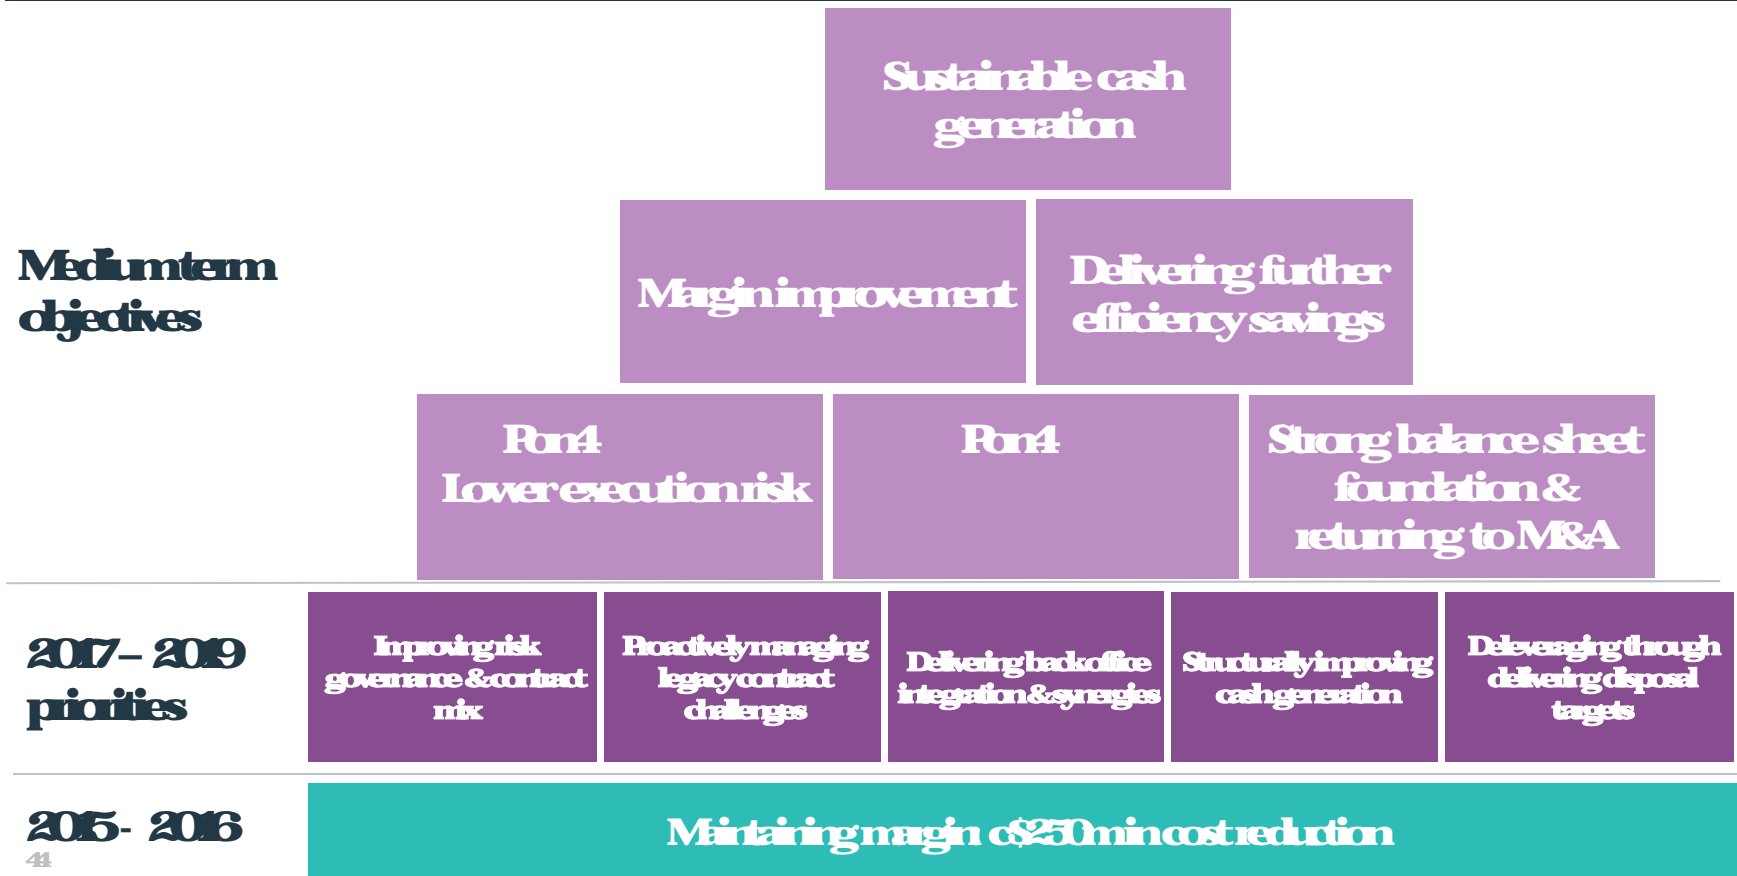 Sustainable cash
generation
Medium term
objectives
Margin improvement
Delivering further
efficiency savings
Pon4
Lower execution risk
Pon4
Strong balance sheet
foundation &
returning to M&A
2017 – 2019
priorities
Improving risk
governance & contract
mix
Proactively managing
legacy contract
challenges
Delivering back office
integration & synergies
Structurally improving
cash generation
Deleveraging through
delivering disposal
targets
2015 - 2016
Maintaining margin: c$250m in cost reduction
44